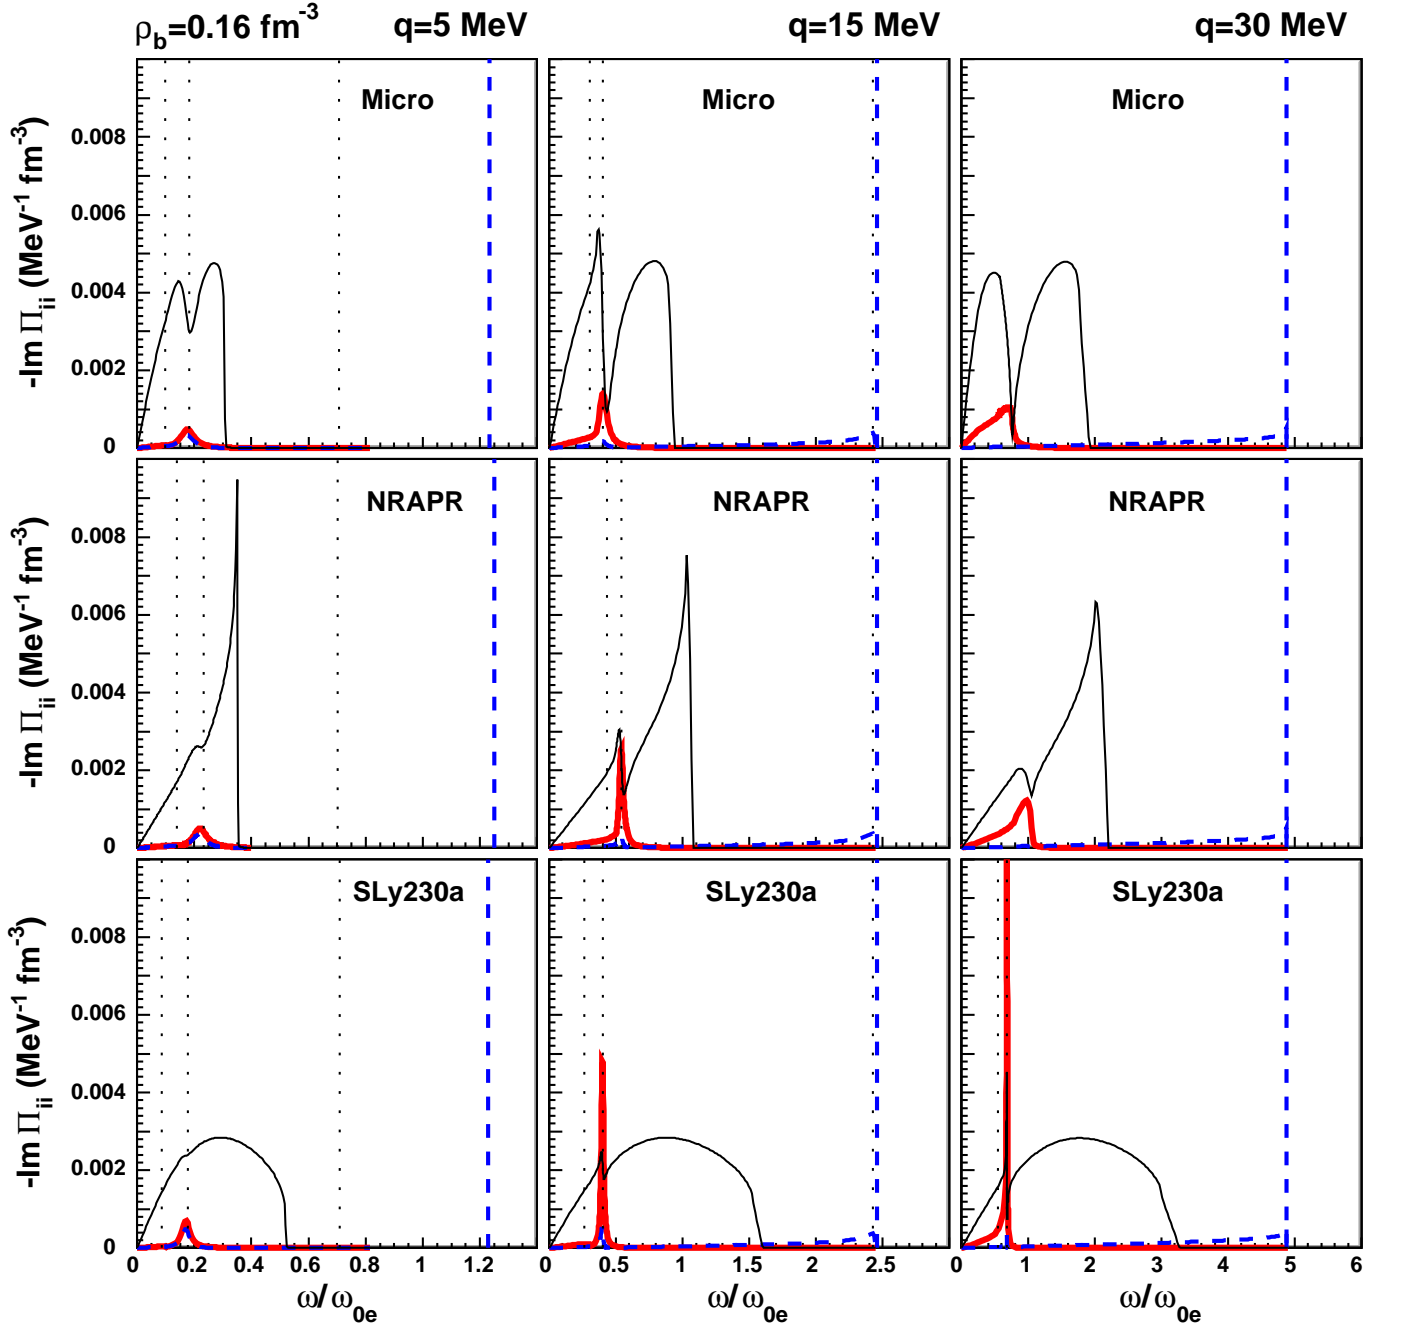 ρb=0.16 fm-3 q=5 MeV q=15 MeV q=30 MeV
Micro Micro Micro
-Im Πii (MeV-1 fm-3)
0.008
0.006
0.004
0.002
0
NRAPR NRAPR NRAPR
-Im Πii (MeV-1 fm-3)
0.008
0.006
0.004
0.002
0
SLy230a SLy230a SLy230a
-Im Πii (MeV-1 fm-3)
0.008
0.006
0.004
0.002
0
0 0.2 0.4 0.6 0.8 1 1.2 0 0.5 1 1.5 2 2.5 0 1 2 3 4 5 6
ω/ω0e ω/ω0e ω/ω0e